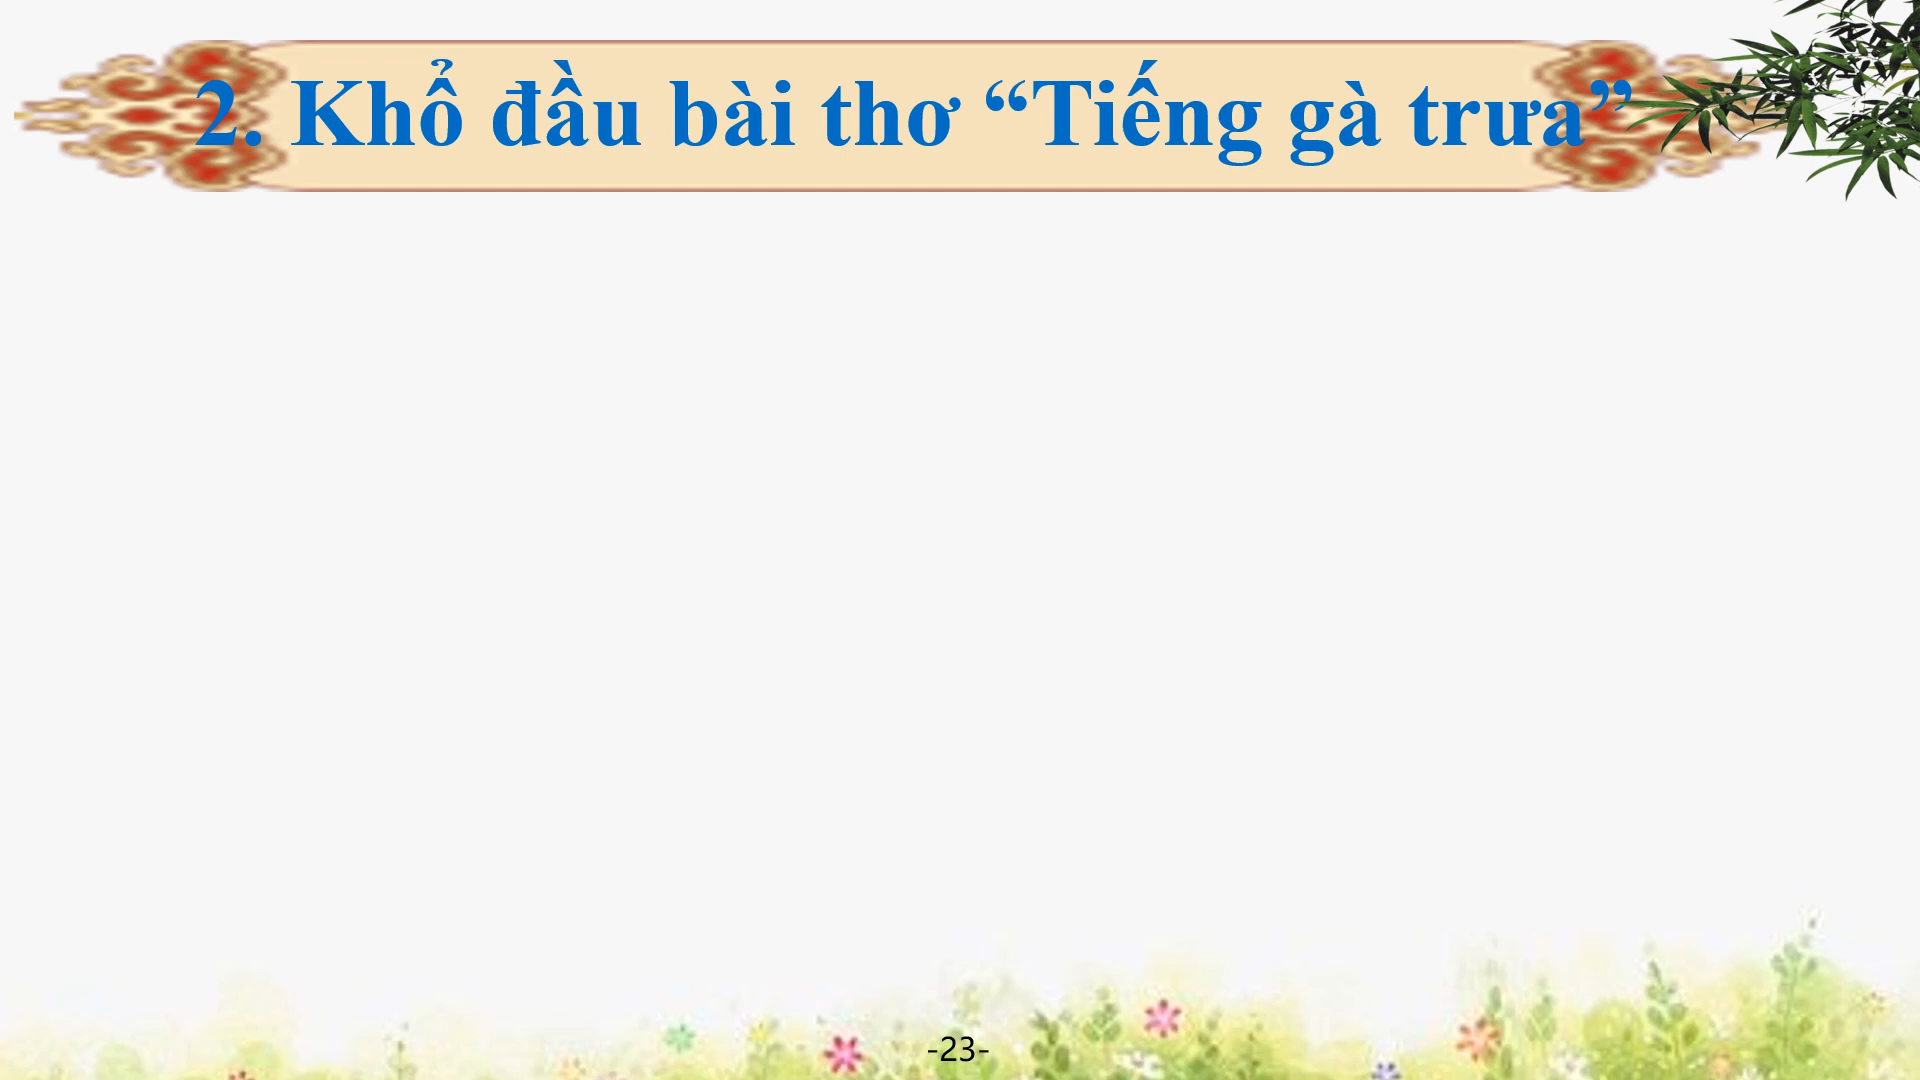 2. Khổ đầu bài thơ “Tiếng gà trưa”
-23-